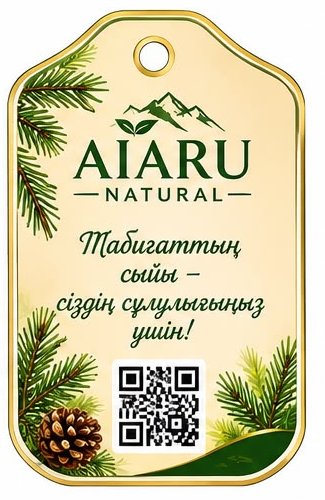 AIARU
NATURAL
Табиғаттың
сыйы –
сіздің сұлулығыңыз
үшін!